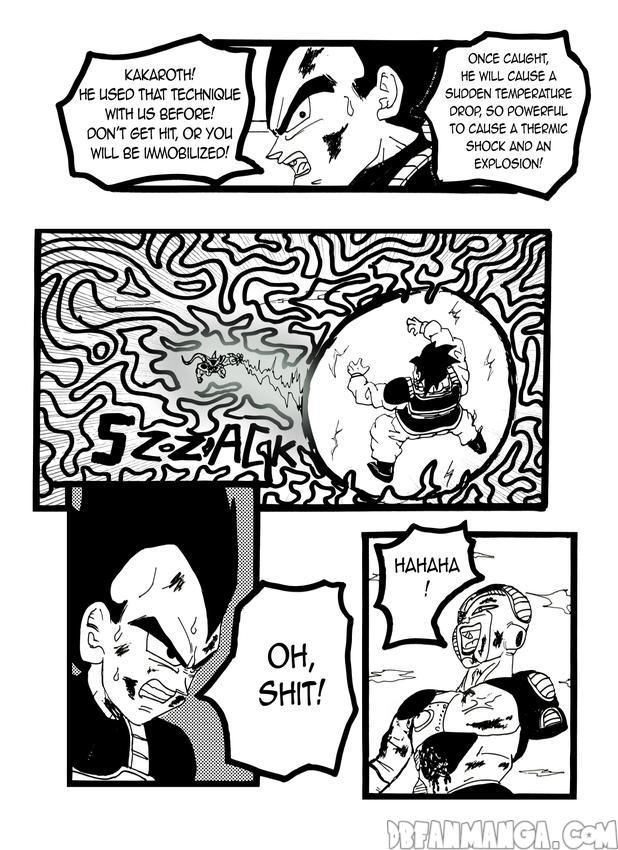 KAKAROTH!
HE USED THAT TECHNIQUE
WITH US BEFORE!
DON'T GET HIT, OR YOU
WILL BE IMMOBILIZED!
ONCE CAUGHT,
HE WILL CAUSE A
SUDDEN TEMPERATURE
DROP, SO POWERFUL
TO CAUSE A THERMIC
SHOCK AND AN
EXPLOSION!
OH,
SHIT!
HAHAHA
!
DBFANMANGA.COM